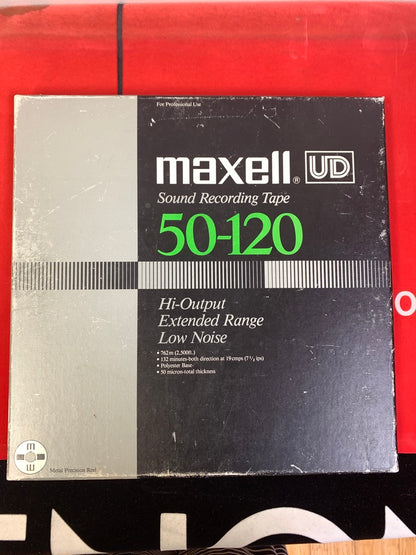 For Professional Use
maxell® UD
Sound Recording Tape
50-120
Hi-Output
Extended Range
Low Noise
• 762m (2,500ft.)
• 132 minutes-both direction at 19cmps (7½ ips)
• Polyester Base
• 50 micron-total thickness
Metal Precision Reel